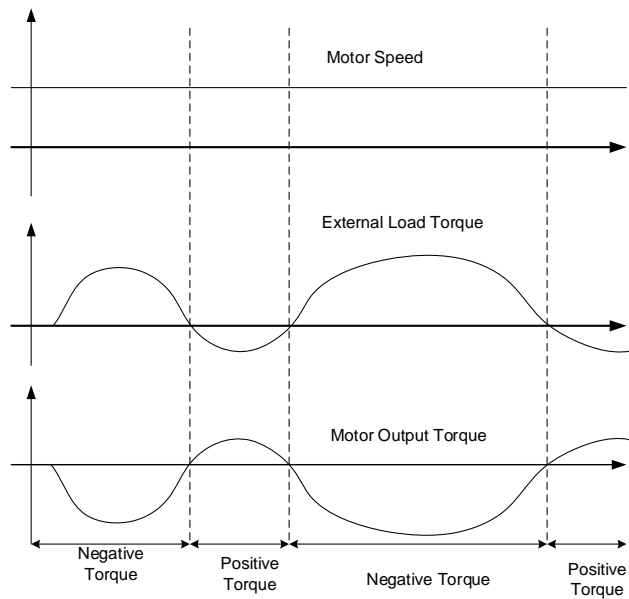 Motor Speed
External Load Torque
Motor Output Torque
Negative
Torque
Positive
Torque
Negative Torque
Positive
Torque